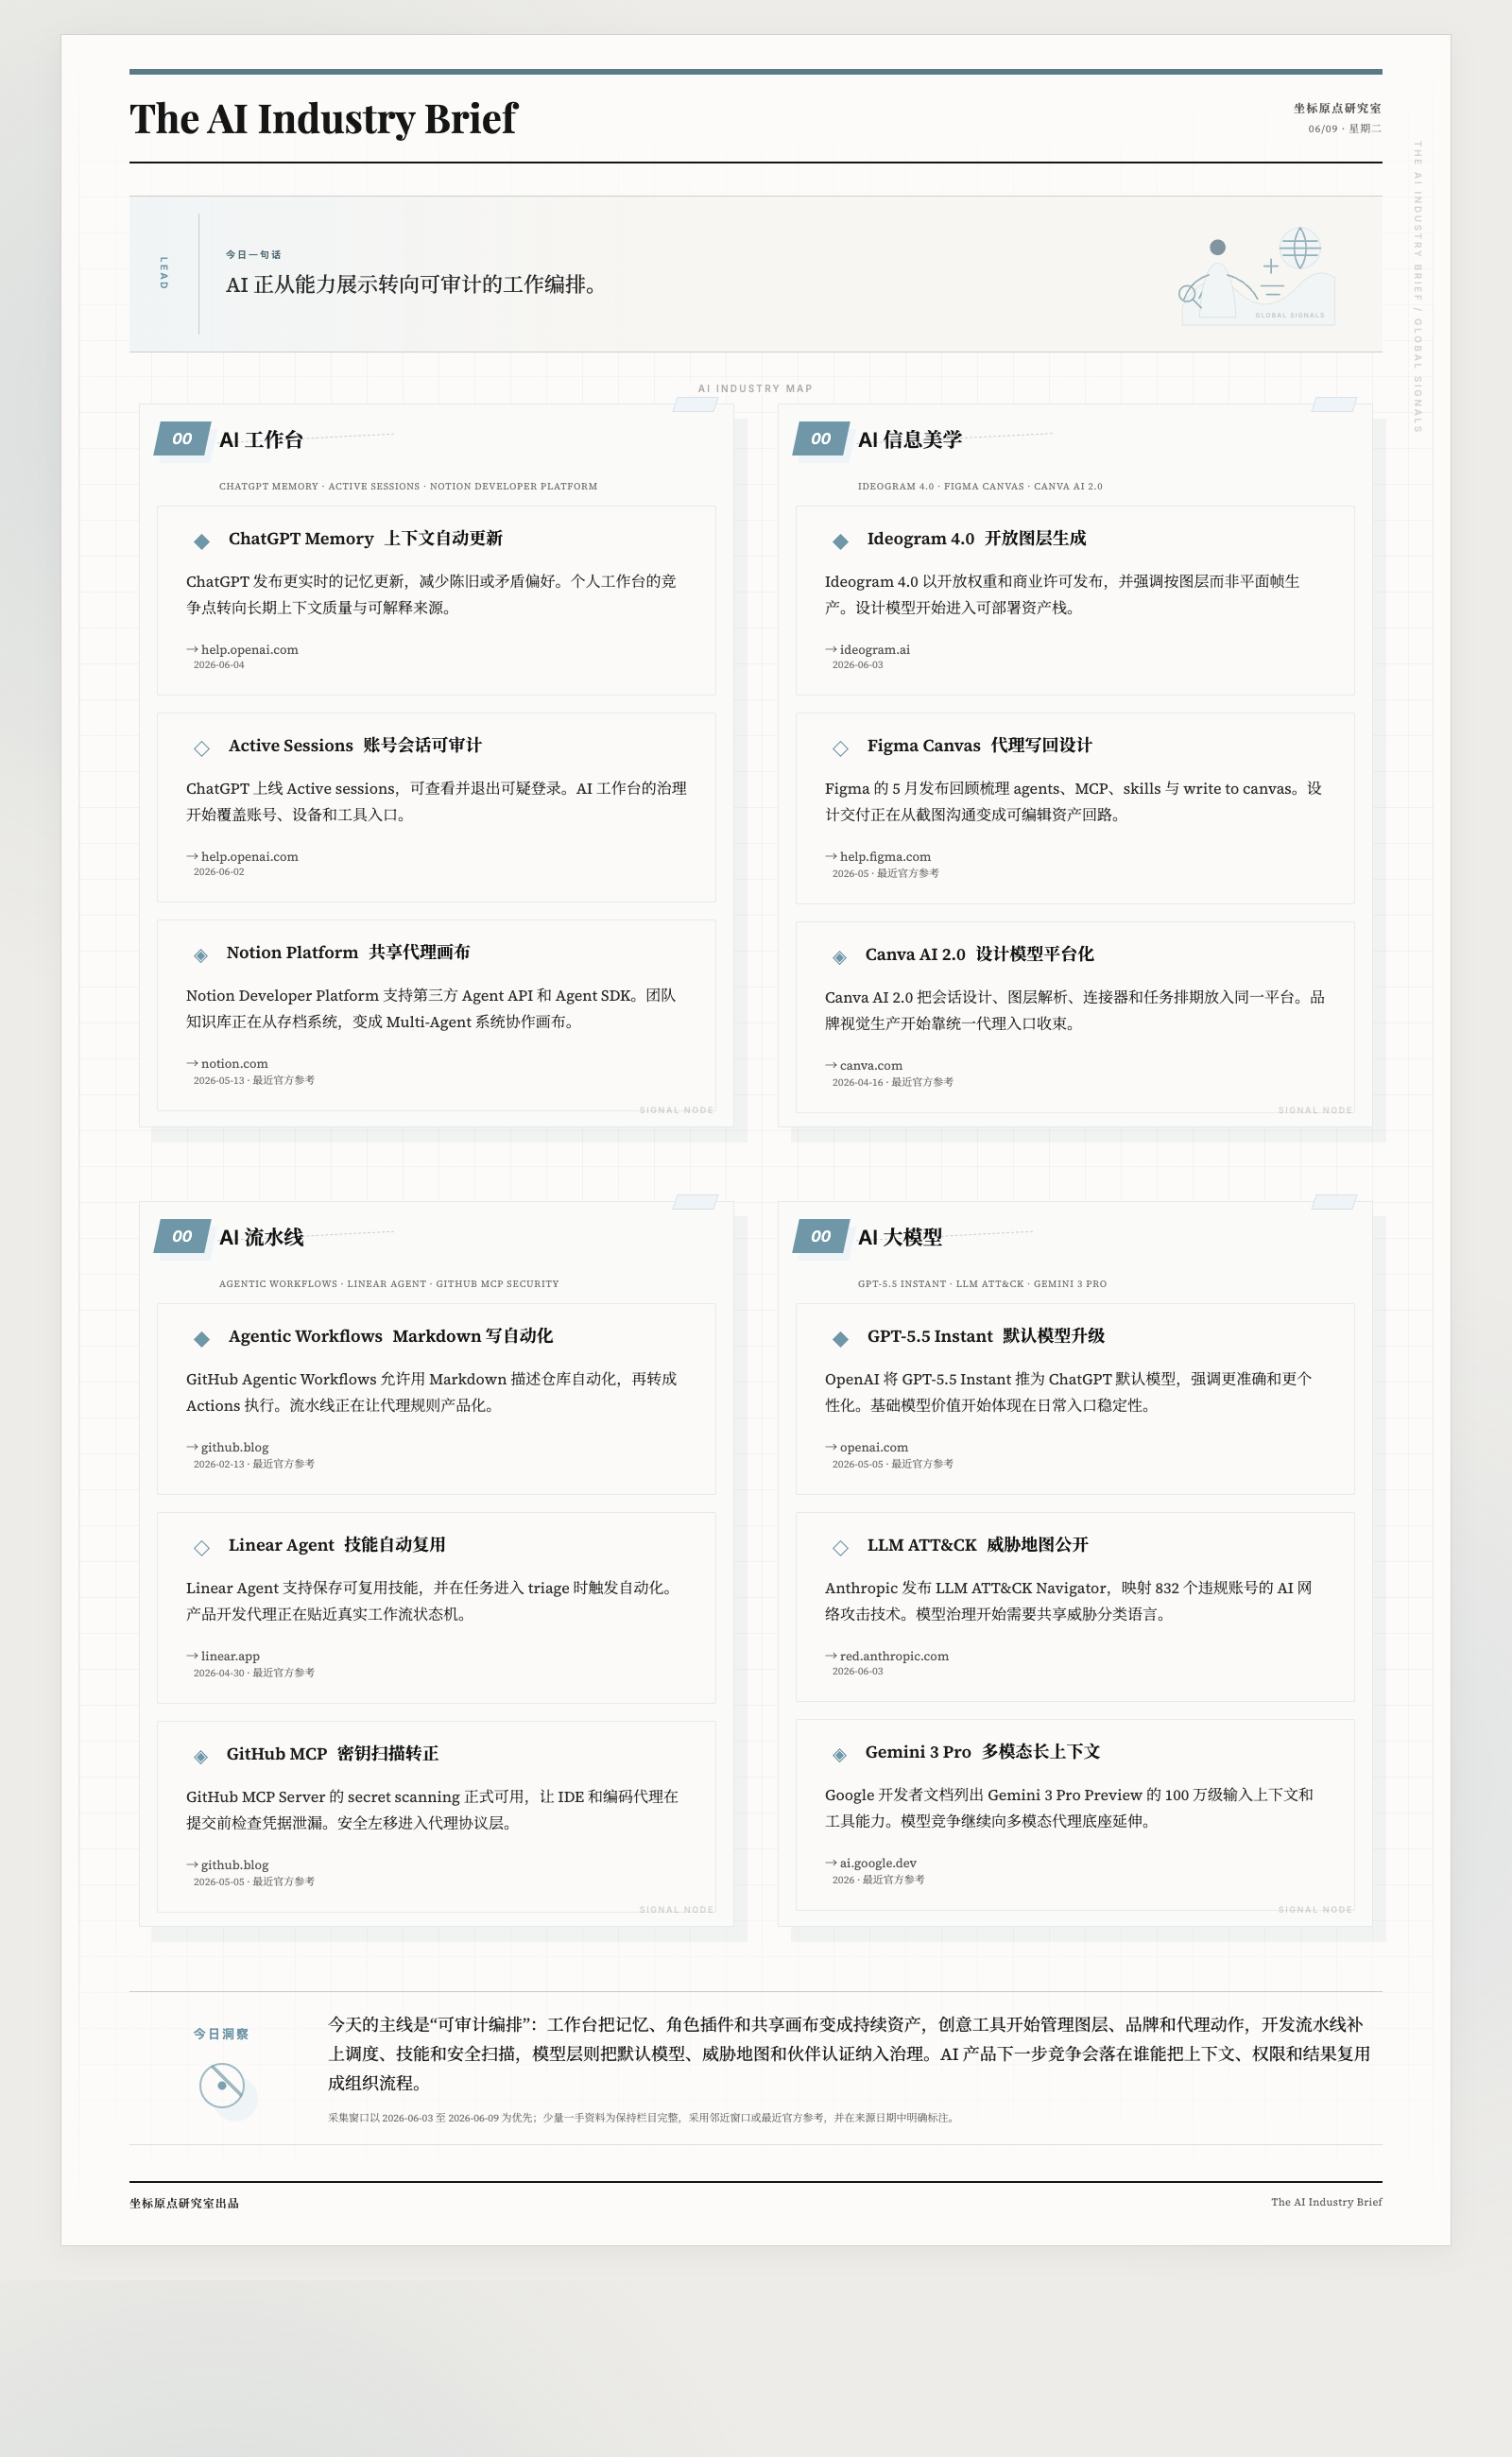 The AI Industry Brief
坐标原点研究室
06/09 · 星期二
THE AI INDUSTRY BRIEF / GLOBAL SIGNALS
LEAD
今日一句话
AI 正从能力展示转向可审计的工作编排。
GLOBAL SIGNALS
AI INDUSTRY MAP
00 AI 工作台
CHATGPT MEMORY · ACTIVE SESSIONS · NOTION DEVELOPER PLATFORM
◆ ChatGPT Memory 上下文自动更新
ChatGPT 发布更实时的记忆更新，减少陈旧或矛盾偏好。个人工作台的竞
争点转向长期上下文质量与可解释来源。
→ help.openai.com
2026-06-04
◇ Active Sessions 账号会话可审计
ChatGPT 上线 Active sessions，可查看并退出可疑登录。AI 工作台的治理
开始覆盖账号、设备和工具入口。
→ help.openai.com
2026-06-02
◈ Notion Platform 共享代理画布
Notion Developer Platform 支持第三方 Agent API 和 Agent SDK。团队
知识库正在从存档系统，变成 Multi-Agent 系统协作画布。
→ notion.com
2026-05-13 · 最近官方参考
SIGNAL NODE
00 AI 信息美学
IDEOGRAM 4.0 · FIGMA CANVAS · CANVA AI 2.0
◆ Ideogram 4.0 开放图层生成
Ideogram 4.0 以开放权重和商业许可发布，并强调按图层而非平面帧生
产。设计模型开始进入可部署资产栈。
→ ideogram.ai
2026-06-03
◇ Figma Canvas 代理写回设计
Figma 的 5 月发布回顾梳理 agents、MCP、skills 与 write to canvas。设
计交付正在从截图沟通变成可编辑资产回路。
→ help.figma.com
2026-05 · 最近官方参考
◈ Canva AI 2.0 设计模型平台化
Canva AI 2.0 把会话设计、图层解析、连接器和任务排期放入同一平台。品
牌视觉生产开始靠统一代理入口收束。
→ canva.com
2026-04-16 · 最近官方参考
SIGNAL NODE
00 AI 流水线
AGENTIC WORKFLOWS · LINEAR AGENT · GITHUB MCP SECURITY
◆ Agentic Workflows Markdown 写自动化
GitHub Agentic Workflows 允许用 Markdown 描述仓库自动化，再转成
Actions 执行。流水线正在让代理规则产品化。
→ github.blog
2026-02-13 · 最近官方参考
◇ Linear Agent 技能自动复用
Linear Agent 支持保存可复用技能，并在任务进入 triage 时触发自动化。
产品开发代理正在贴近真实工作流状态机。
→ linear.app
2026-04-30 · 最近官方参考
◈ GitHub MCP 密钥扫描转正
GitHub MCP Server 的 secret scanning 正式可用，让 IDE 和编码代理在
提交前检查凭据泄漏。安全左移进入代理协议层。
→ github.blog
2026-05-05 · 最近官方参考
SIGNAL NODE
00 AI 大模型
GPT-5.5 INSTANT · LLM ATT&CK · GEMINI 3 PRO
◆ GPT-5.5 Instant 默认模型升级
OpenAI 将 GPT-5.5 Instant 推为 ChatGPT 默认模型，强调更准确和更个
性化。基础模型价值开始体现在日常入口稳定性。
→ openai.com
2026-05-05 · 最近官方参考
◇ LLM ATT&CK 威胁地图公开
Anthropic 发布 LLM ATT&CK Navigator，映射 832 个违规账号的 AI 网
络攻击技术。模型治理开始需要共享威胁分类语言。
→ red.anthropic.com
2026-06-03
◈ Gemini 3 Pro 多模态长上下文
Google 开发者文档列出 Gemini 3 Pro Preview 的 100 万级输入上下文和
工具能力。模型竞争继续向多模态代理底座延伸。
→ ai.google.dev
2026 · 最近官方参考
SIGNAL NODE
今日洞察
今天的主线是“可审计编排”：工作台把记忆、角色插件和共享画布变成持续资产，创意工具开始管理图层、品牌和代理动作，开发流水线补
上调度、技能和安全扫描，模型层则把默认模型、威胁地图和伙伴认证纳入治理。AI 产品下一步竞争会落在谁能把上下文、权限和结果复用
成组织流程。
采集窗口以 2026-06-03 至 2026-06-09 为优先；少量一手资料为保持栏目完整，采用邻近窗口或最近官方参考，并在来源日期中明确标注。
坐标原点研究室出品
The AI Industry Brief